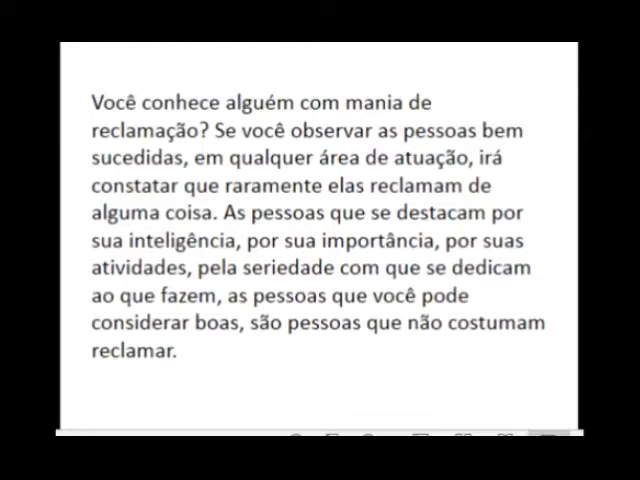 Você conhece alguém com mania de
reclamação? Se você observar as pessoas bem
sucedidas, em qualquer área de atuação, irá
constatar que raramente elas reclamam de
alguma coisa. As pessoas que se destacam por
sua inteligência, por sua importância, por suas
atividades, pela seriedade com que se dedicam
ao que fazem, as pessoas que você pode
considerar boas, são pessoas que não costumam
reclamar.